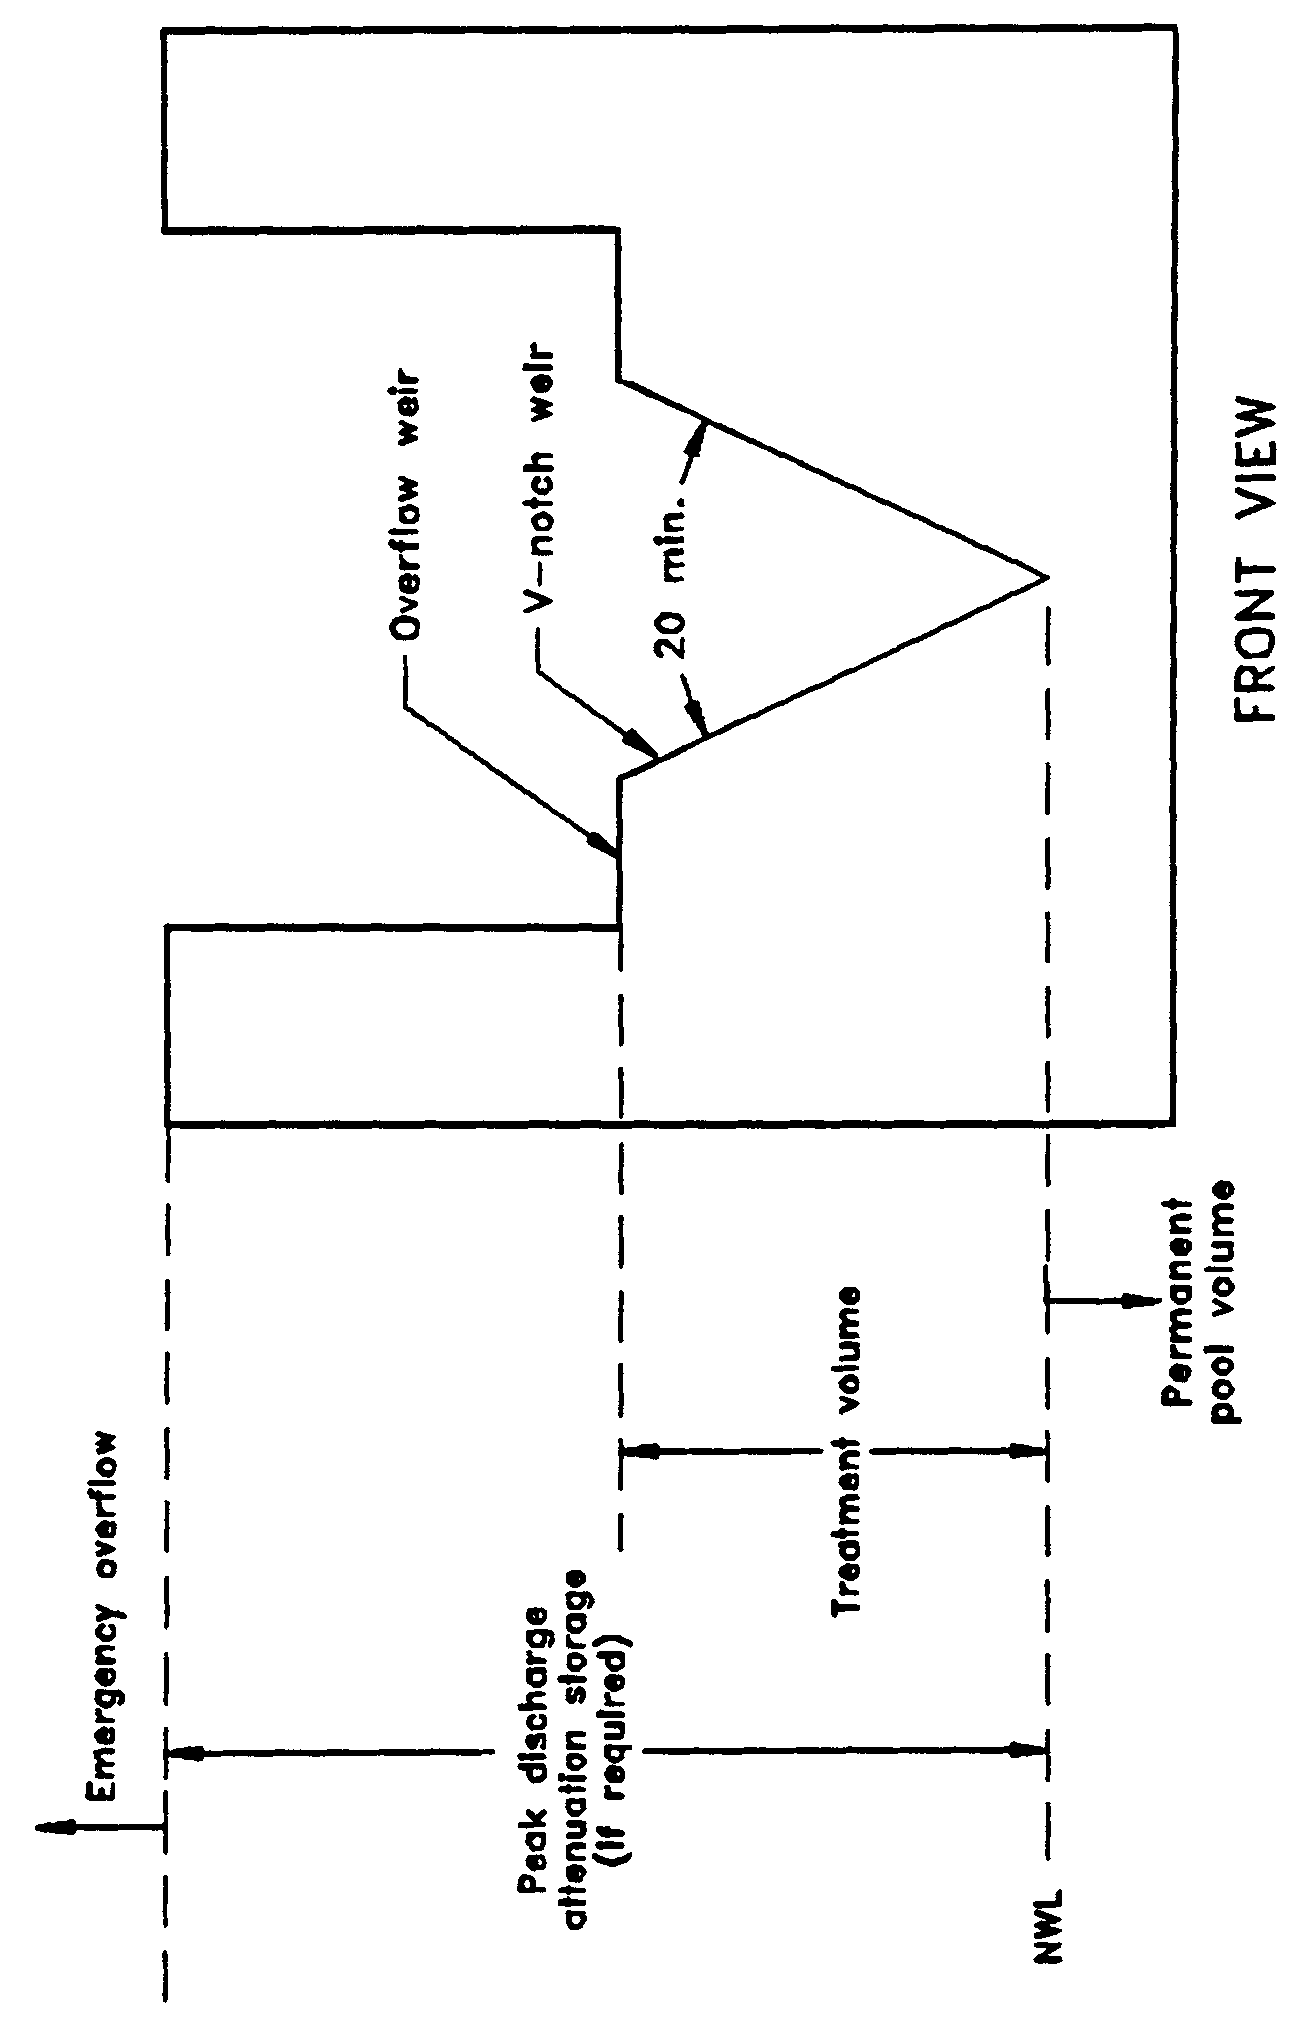 Emergency overflow
Peak discharge
attenuation storage
(if required)
Treatment volume
NWL
Permanent
pool volume
Overflow weir
V-notch weir
20 min.
FRONT VIEW